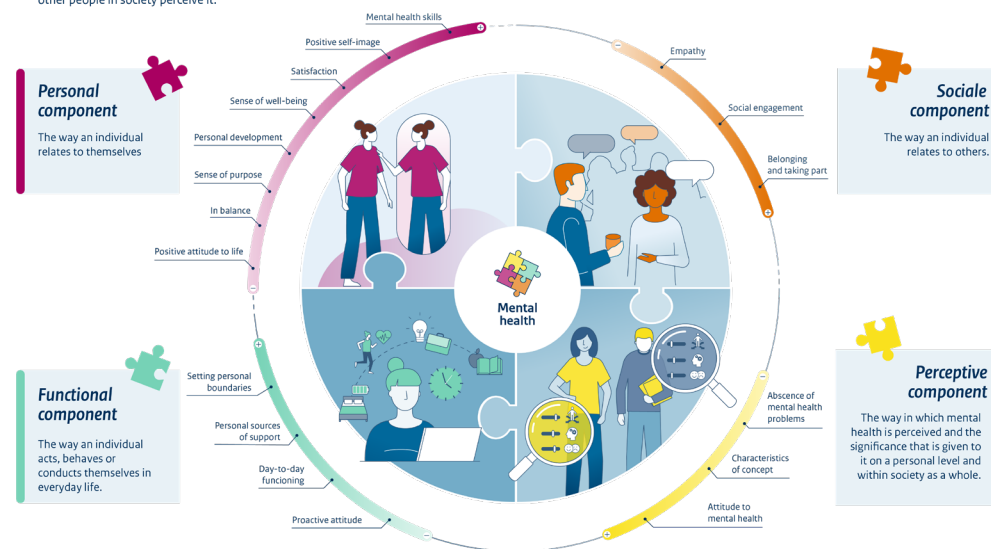 other people in society perceive it.
Personal
component
The way an individual
relates to themselves
Mental health skills
Positive self-image
Satisfaction
Sense of well-being
Personal development
Sense of purpose
In balance
Positive attitude to life
Empathy
Social engagement
Belonging
and taking part
Sociale
component
The way an individual
relates to others.
Mental
health
Functional
component
The way an individual
acts, behaves or
conducts themselves in
everyday life.
Setting personal
boundaries
Personal sources
of support
Day-to-day
funcioning
Proactive attitude
Absence of
mental health
problems
Characteristics
of concept
Attitude to
mental health
Perceptive
component
The way in which mental
health is perceived and the
significance that is given to
it on a personal level and
within society as a whole.